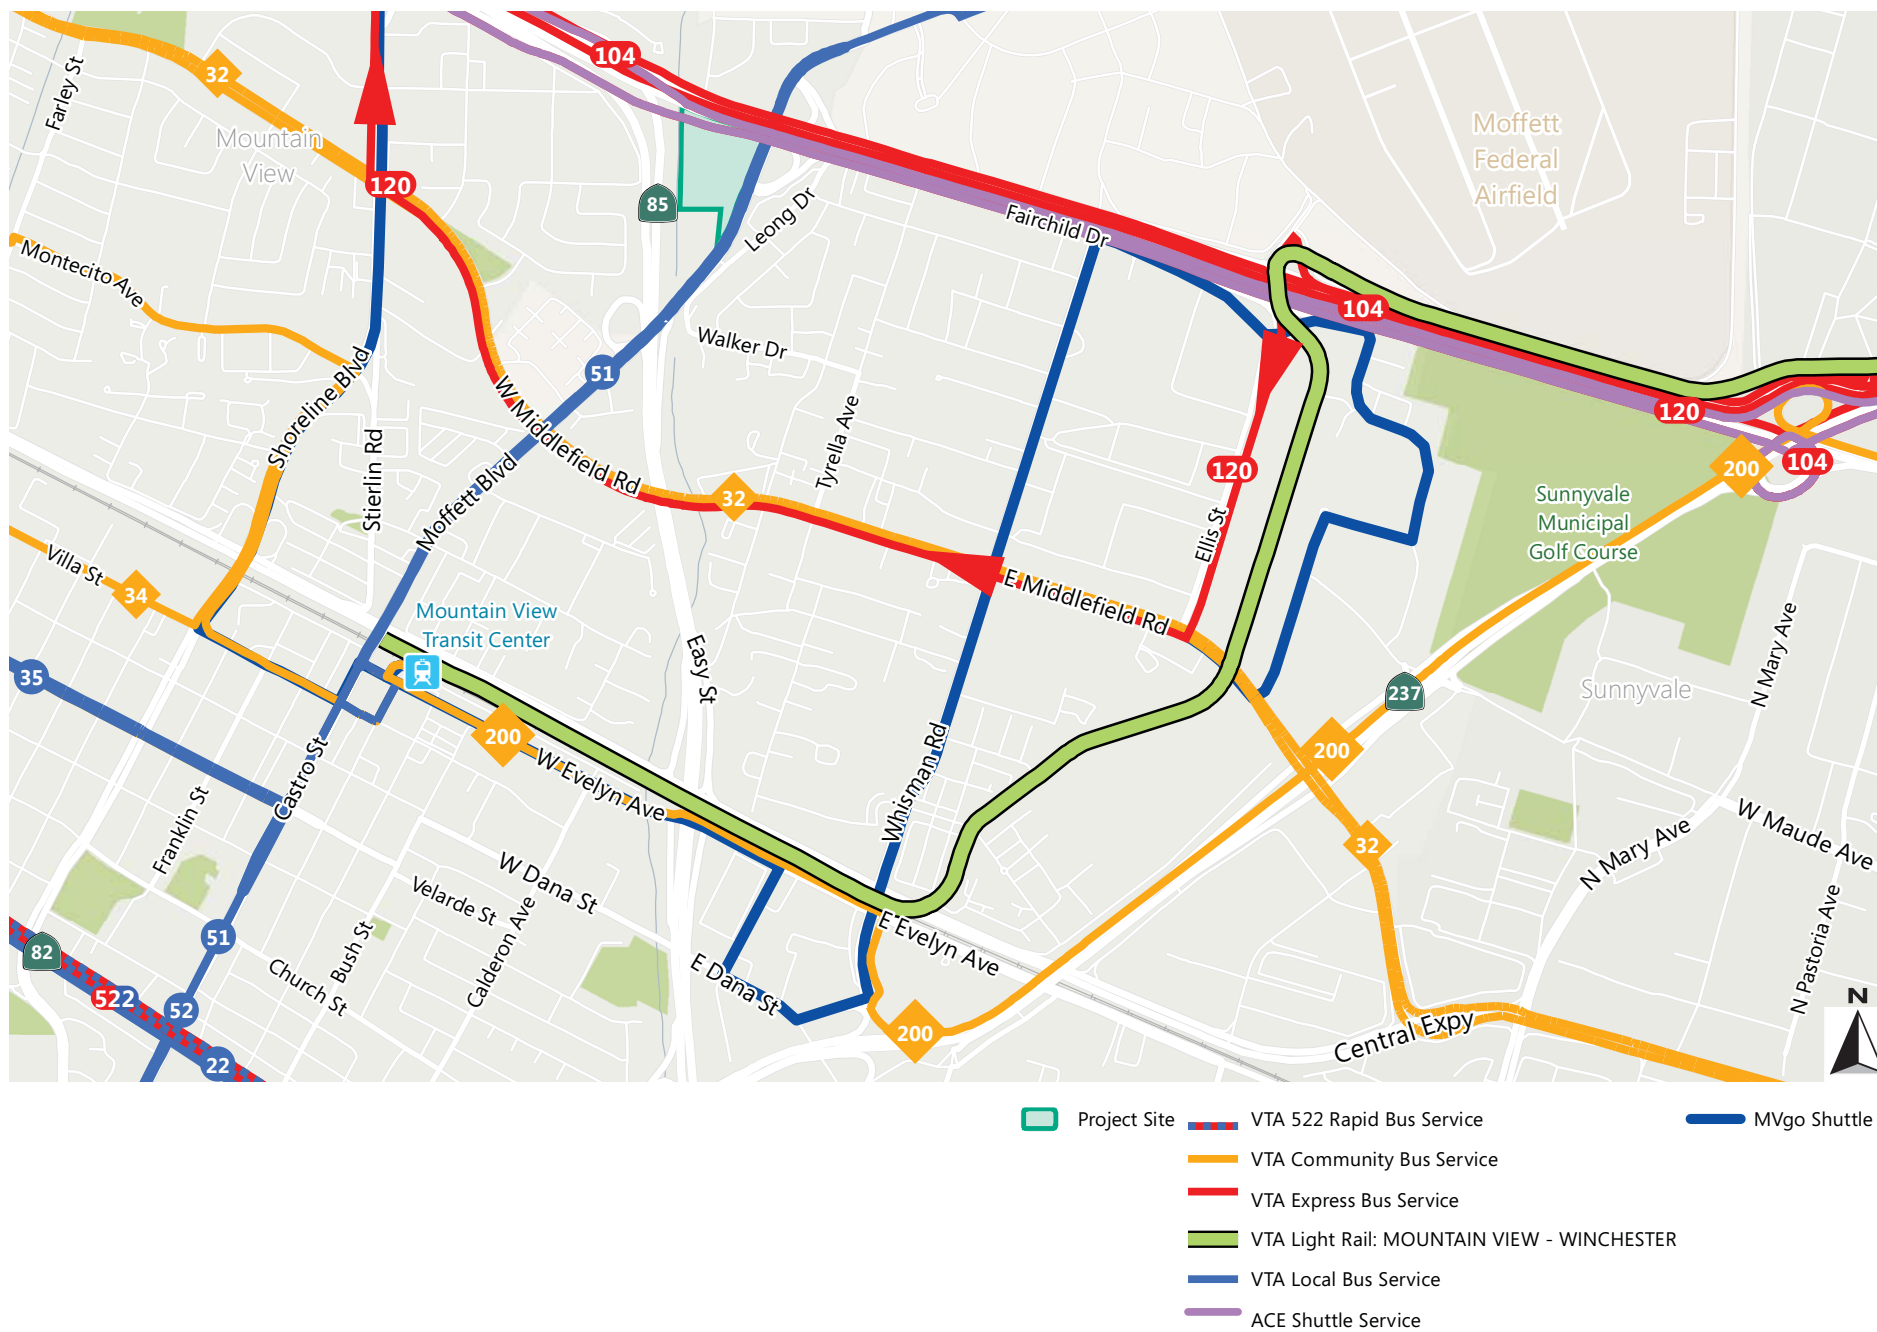 104
32
Farley St
Mountain
View
Moffett
Federal
Airfield
120
85
Leong Dr
Fairchild Dr
Montecito Ave
104
Walker Dr
51
120
Shoreline Blvd
W Middlefield Rd
Tyrella Ave
Stierlin Rd
Moffett Blvd
32
120
200
104
Sunnyvale
Municipal
Golf Course
Ellis St
Villa St
34
E Middlefield Rd
Mountain View
Transit Center
N Mary Ave
35
Easy St
237
Sunnyvale
200
W Evelyn Ave
200
Castro St
Franklin St
Whisman Rd
32
N Mary Ave
W Maude Ave
W Dana St
Velarde St
Calderon Ave
51
Bush St
E Evelyn Ave
N Pastoria Ave
82
Church St
E Dana St
522
52
200
Central Expy
22
N
Project Site
VTA 522 Rapid Bus Service
MVgo Shuttle
VTA Community Bus Service
VTA Express Bus Service
VTA Light Rail: MOUNTAIN VIEW - WINCHESTER
VTA Local Bus Service
ACE Shuttle Service